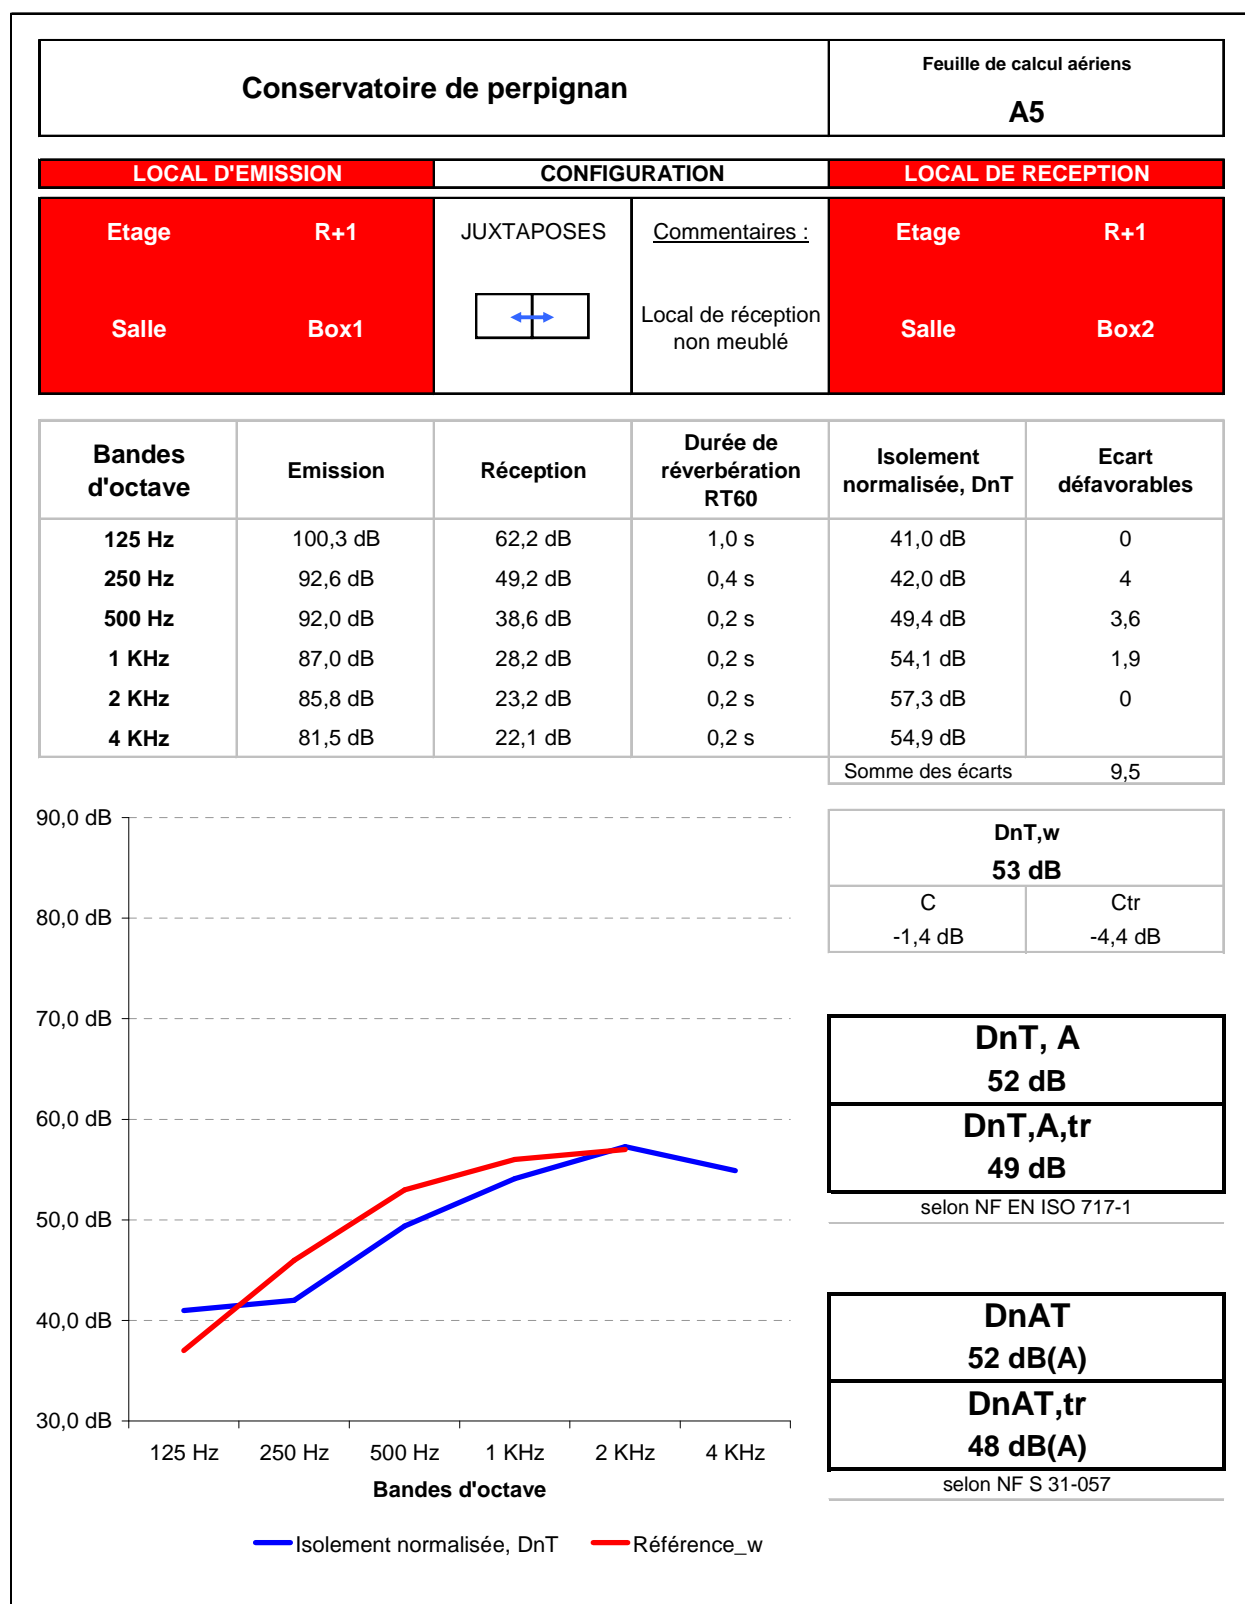 Conservatoire de perpignan
Feuille de calcul aériens
A5
LOCAL D'EMISSION CONFIGURATION LOCAL DE RECEPTION
Etage R+1 JUXTAPOSES Commentaires : Etage R+1
Salle Box1 Local de réception non meublé Salle Box2
Bandes d'octave Emission Réception Durée de réverbération RT60 Isolement normalisée, DnT Ecart défavorables
125 Hz 100,3 dB 62,2 dB 1,0 s 41,0 dB 0
250 Hz 92,6 dB 49,2 dB 0,4 s 42,0 dB 4
500 Hz 92,0 dB 38,6 dB 0,2 s 49,4 dB 3,6
1 KHz 87,0 dB 28,2 dB 0,2 s 54,1 dB 1,9
2 KHz 85,8 dB 23,2 dB 0,2 s 57,3 dB 0
4 KHz 81,5 dB 22,1 dB 0,2 s 54,9 dB
Somme des écarts 9,5
90,0 dB
80,0 dB
70,0 dB
60,0 dB
50,0 dB
40,0 dB
30,0 dB
125 Hz 250 Hz 500 Hz 1 KHz 2 KHz 4 KHz
Bandes d'octave
Isolement normalisée, DnT Référence_w
DnT,w
53 dB
C Ctr
-1,4 dB -4,4 dB
DnT, A
52 dB
DnT,A,tr
49 dB
selon NF EN ISO 717-1
DnAT
52 dB(A)
DnAT,tr
48 dB(A)
selon NF S 31-057